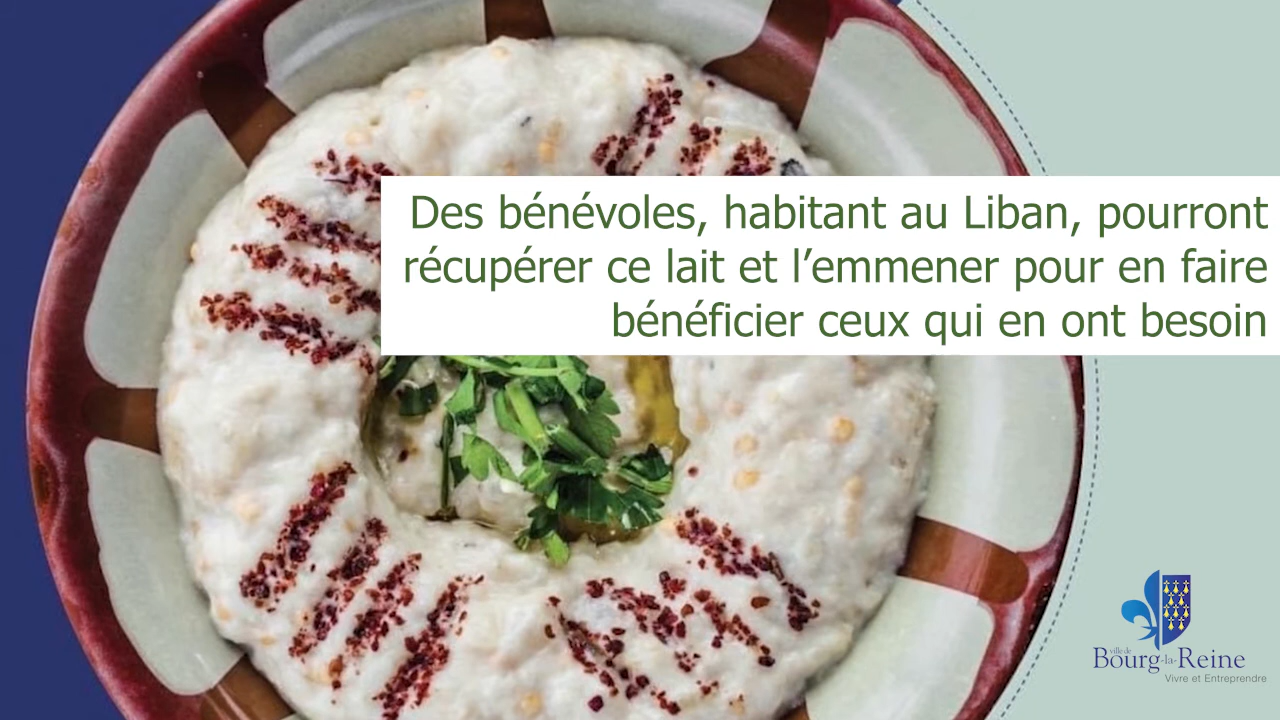 Des bénévoles, habitant au Liban, pourront
récupérer ce lait et l’emmener pour en faire
bénéficier ceux qui en ont besoin
ville de
Bourg-la-Reine
Vivre et Entreprendre